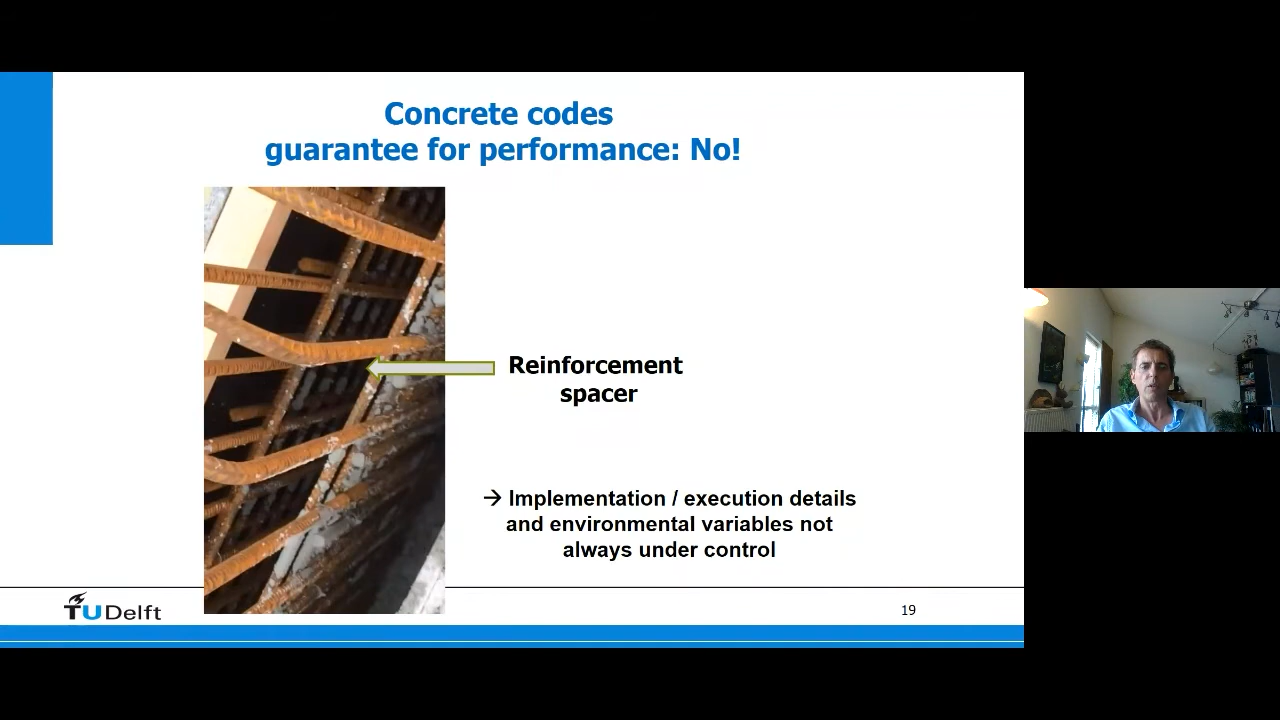 Concrete codes
guarantee for performance: No!
Reinforcement
spacer
→ Implementation / execution details
and environmental variables not
always under control
TU Delft
19